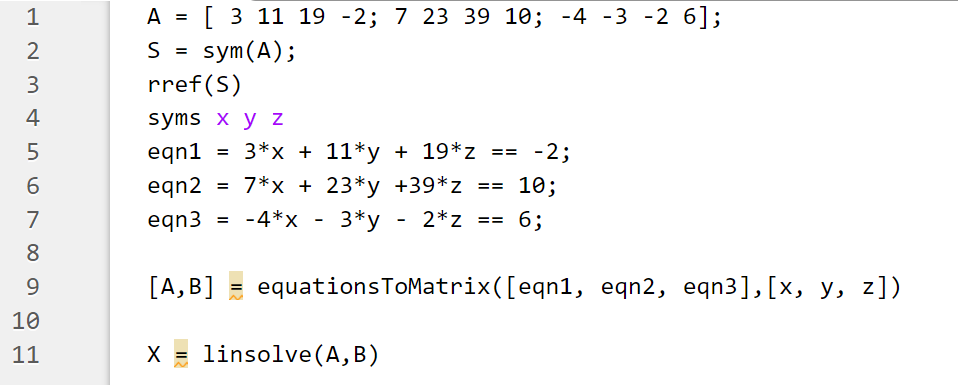 1 A = [ 3 11 19 -2; 7 23 39 10; -4 -3 -2 6];
2 S = sym(A);
3 rref(S)
4 syms x y z
5 eqn1 = 3*x + 11*y + 19*z == -2;
6 eqn2 = 7*x + 23*y +39*z == 10;
7 eqn3 = -4*x - 3*y - 2*z == 6;
8
9 [A,B] = equationsToMatrix([eqn1, eqn2, eqn3],[x, y, z])
10
11 X = linsolve(A,B)